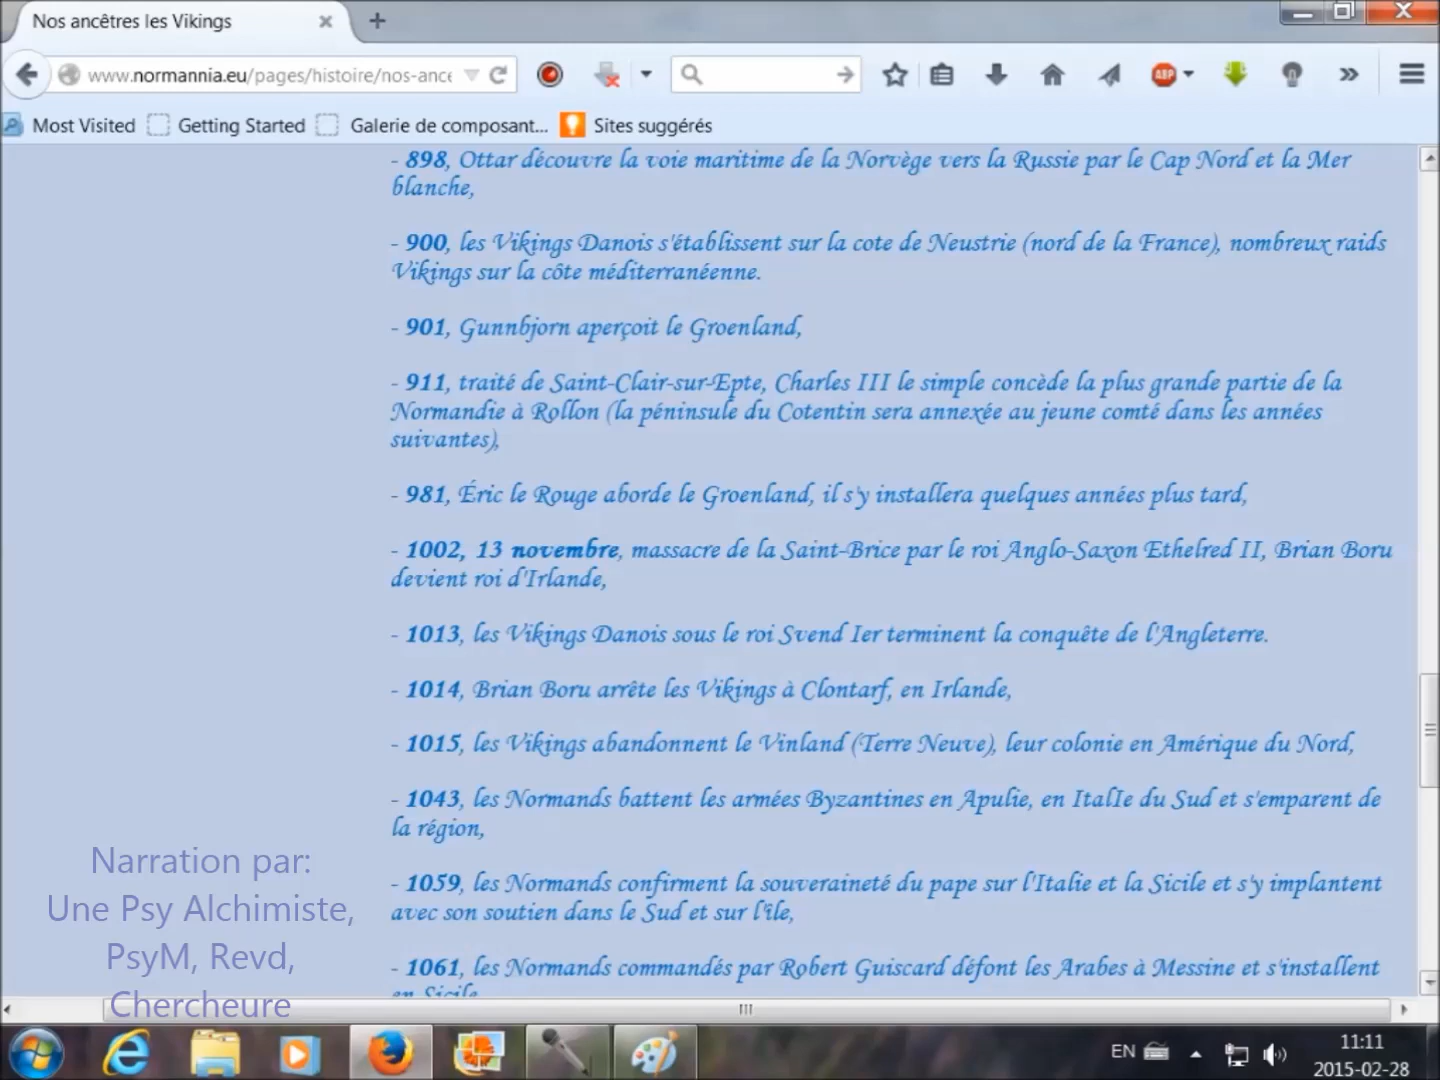 Nos ancêtres les Vikings
www.normannia.eu/pages/histoire/nos-ance
ABP
Most Visited Getting Started Galerie de composant... Sites suggérés
- 898, Ottar découvre la voie maritime de la Norvège vers la Russie par le Cap Nord et la Mer
blanche,
- 900, les Vikings Danois s'établissent sur la cote de Neustrie (nord de la France), nombreux raids
Vikings sur la côte méditerranéenne.
- 901, Gunnbjorn aperçoit le Groenland,
- 911, traité de Saint-Clair-sur-Epte, Charles III le simple concède la plus grande partie de la
Normandie à Rollon (la péninsule du Cotentin sera annexée au jeune comté dans les années
suivantes),
- 981, Éric le Rouge aborde le Groenland, il s'y installera quelques années plus tard,
- 1002, 13 novembre, massacre de la Saint-Brice par le roi Anglo-Saxon Ethelred II, Brian Boru
devient roi d'Irlande,
- 1013, les Vikings Danois sous le roi Svend Ier terminent la conquête de l'Angleterre.
- 1014, Brian Boru arrête les Vikings à Clontarf, en Irlande,
- 1015, les Vikings abandonnent le Vinland (Terre Neuve), leur colonie en Amérique du Nord,
- 1043, les Normands battent les armées Byzantines en Apulie, en ItalIe du Sud et s'emparent de
la région,
- 1059, les Normands confirment la souveraineté du pape sur l'Italie et la Sicile et s'y implantent
avec son soutien dans le Sud et sur l'île,
- 1061, les Normands commandés par Robert Guiscard défont les Arabes à Messine et s'installent
en Sicile
Narration par:
Une Psy Alchimiste,
PsyM, Revd,
Chercheure
EN
11:11
2015-02-28